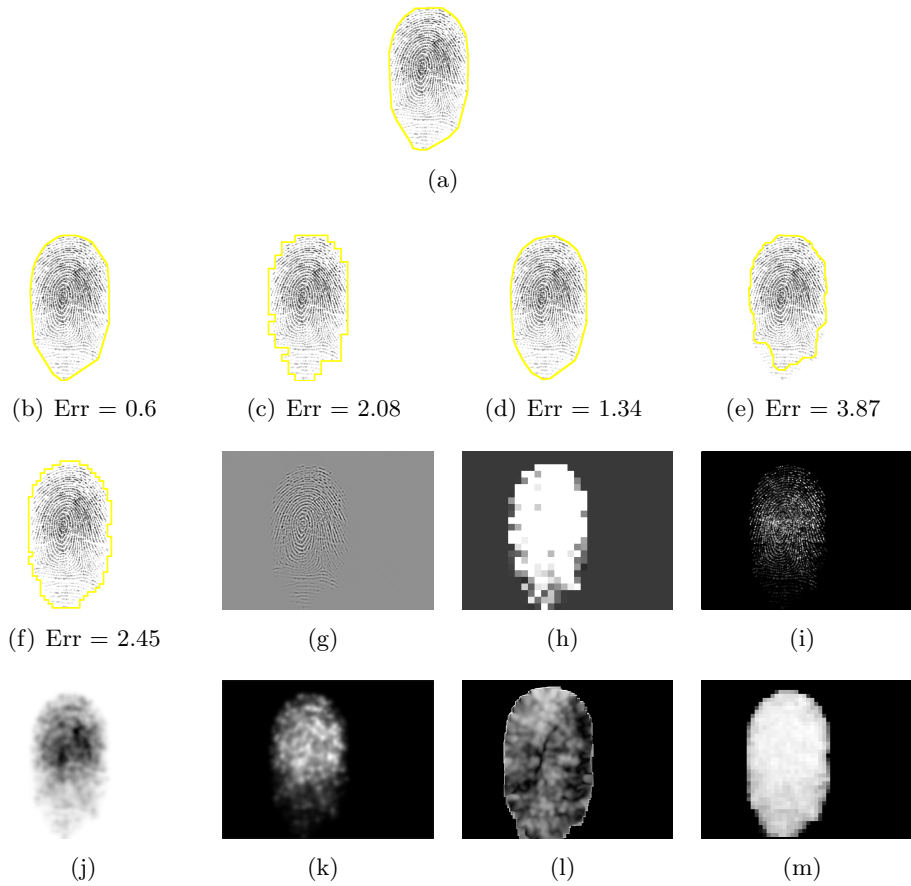 (a)
(b) Err = 0.6
(c) Err = 2.08
(d) Err = 1.34
(e) Err = 3.87
(f) Err = 2.45
(g)
(h)
(i)
(j)
(k)
(l)
(m)